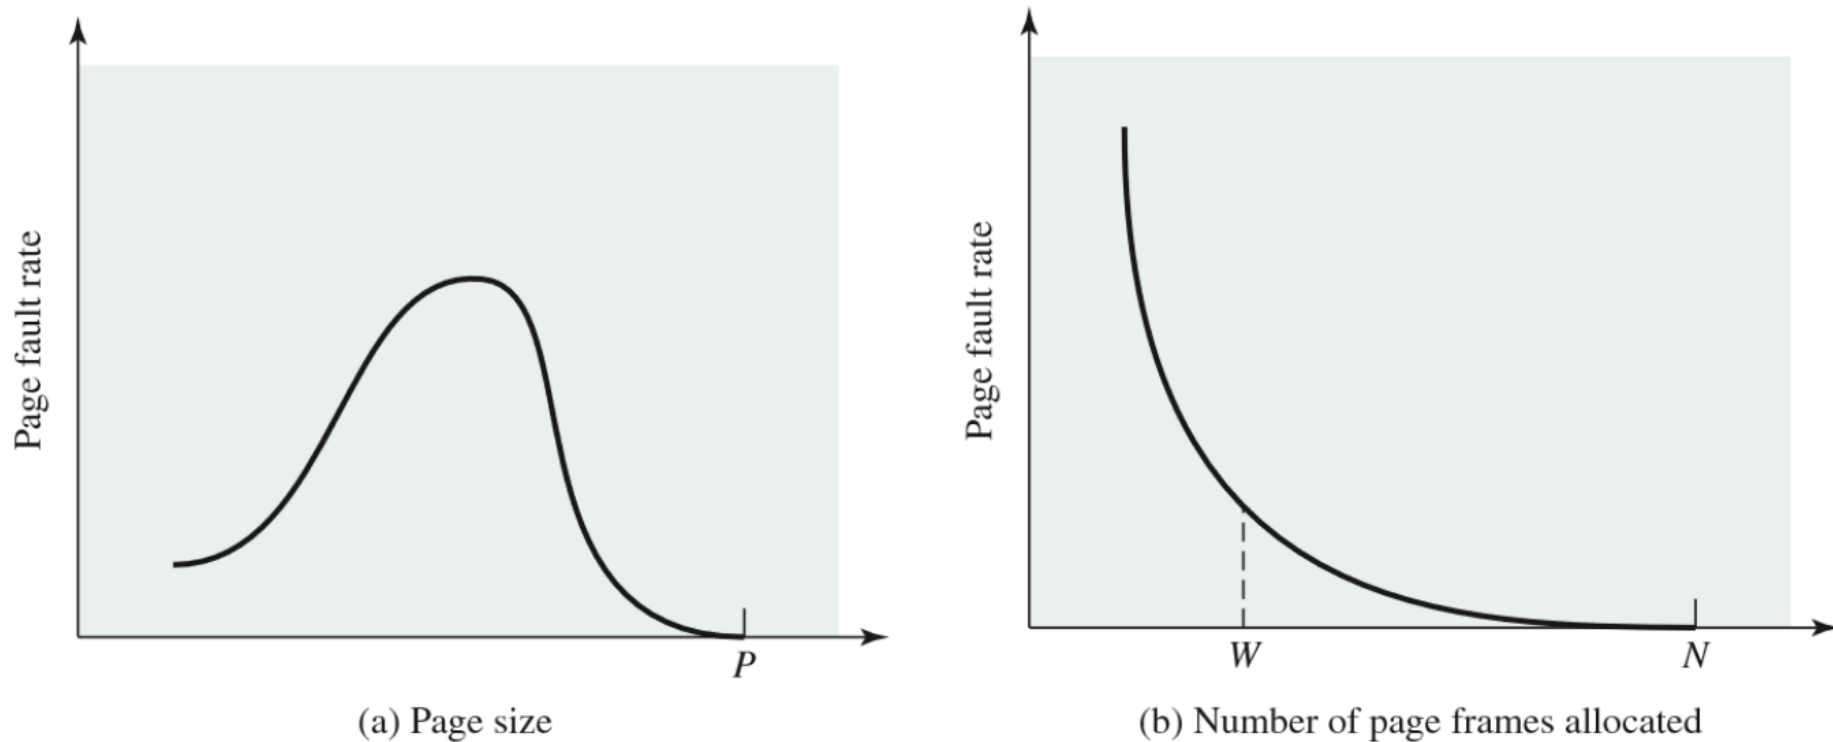 Page fault rate
P
(a) Page size
Page fault rate
W
N
(b) Number of page frames allocated